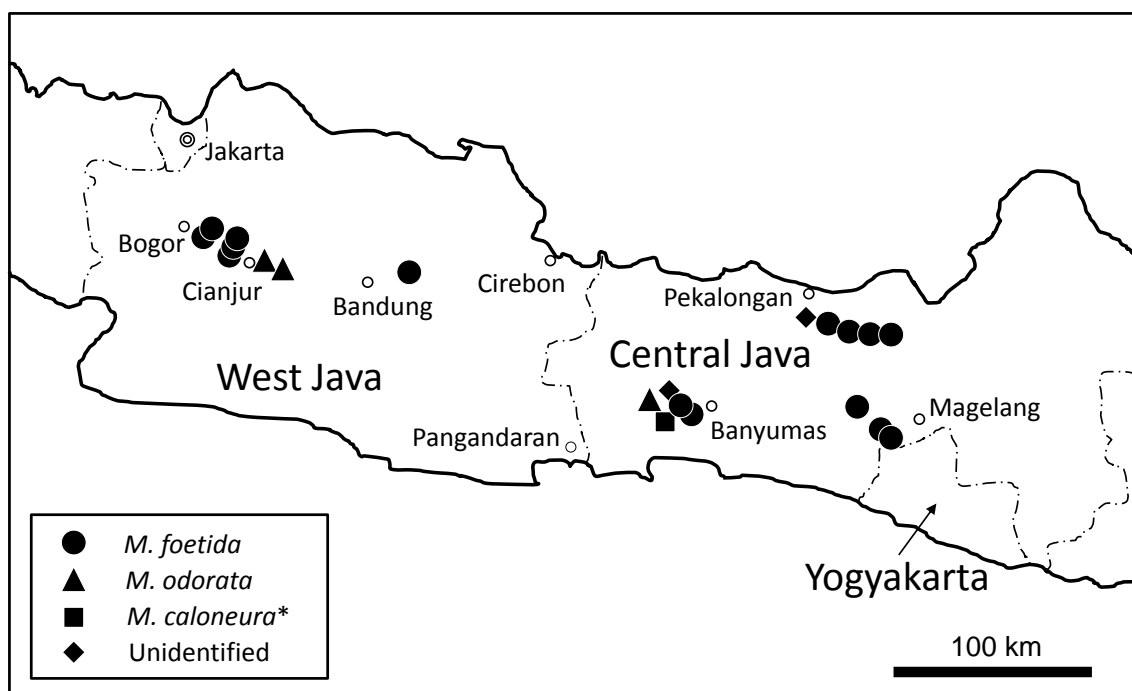 Jakarta
Bogor
Cianjur
Bandung
Cirebon
Pekalongan
West Java
Central Java
Pangandaran
Banyumas
Magelang
Yogyakarta
M. foetida
M. odorata
M. caloneura*
Unidentified
100 km